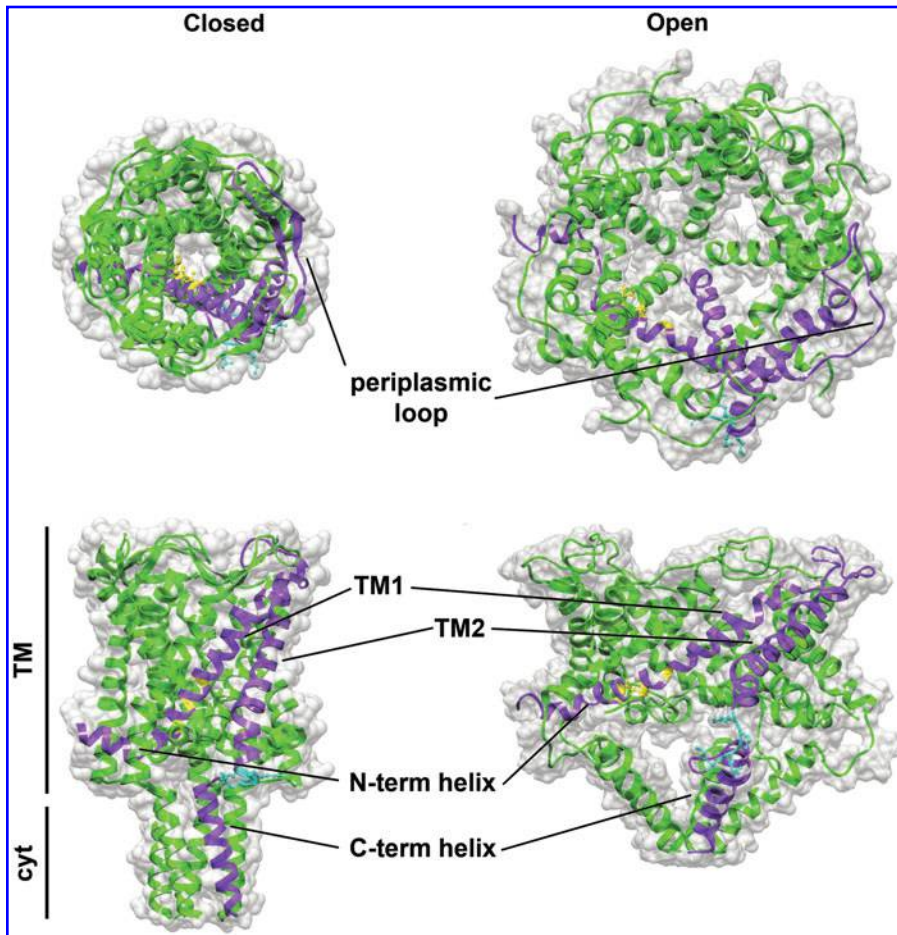 Closed
Open
periplasmic
loop
TM
TM1
TM2
N-term helix
C-term helix
cyt